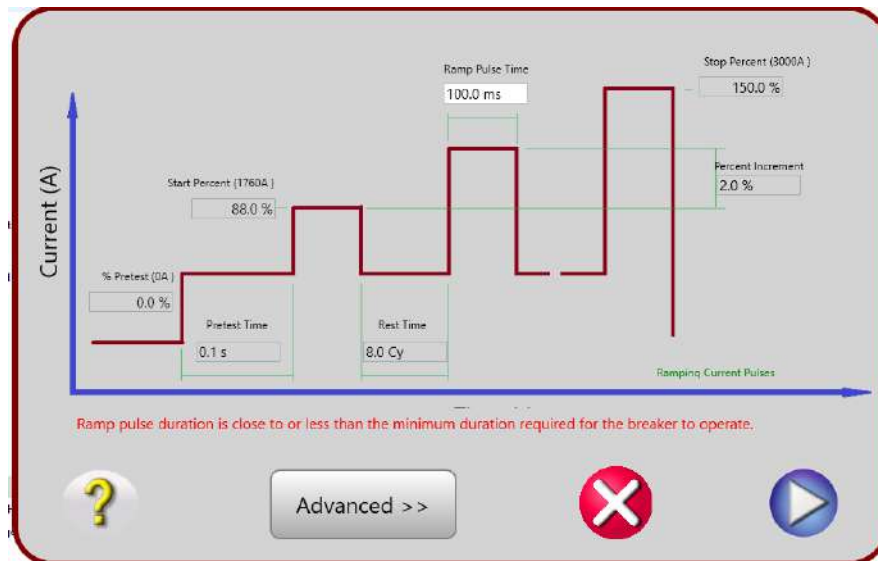 Stop Percent (3000A )
150.0 %
Ramp Pulse Time
100.0 ms
Percent Increment
2.0 %
Start Percent (1760A )
88.0 %
Current (A)
% Pretest (0A )
0.0 %
Pretest Time
0.1 s
Rest Time
8.0 Cy
Ramping Current Pulses
Ramp pulse duration is close to or less than the minimum duration required for the breaker to operate.
?
Advanced >>